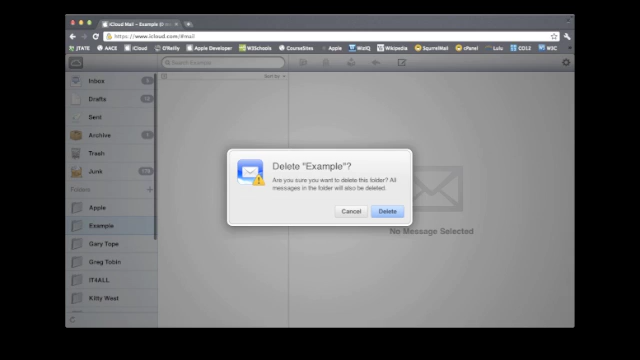 iCloud Mail – Example
https://www.icloud.com/#mail
JTATE AACE iCloud O'Reilly Apple Developer W3Schools CourseSites Apple WolfQ Wikipedia SquirrelMail cPanel Lulu W3C
Sort by
Inbox
Drafts
Sent
Archive
Trash
Junk
Folders
Apple
Example
Gary Tope
Greg Tobin
IT4ALL
Kitty West
Delete "Example"?
Are you sure you want to delete this folder? All
messages in the folder will also be deleted.
Cancel Delete
No Message Selected